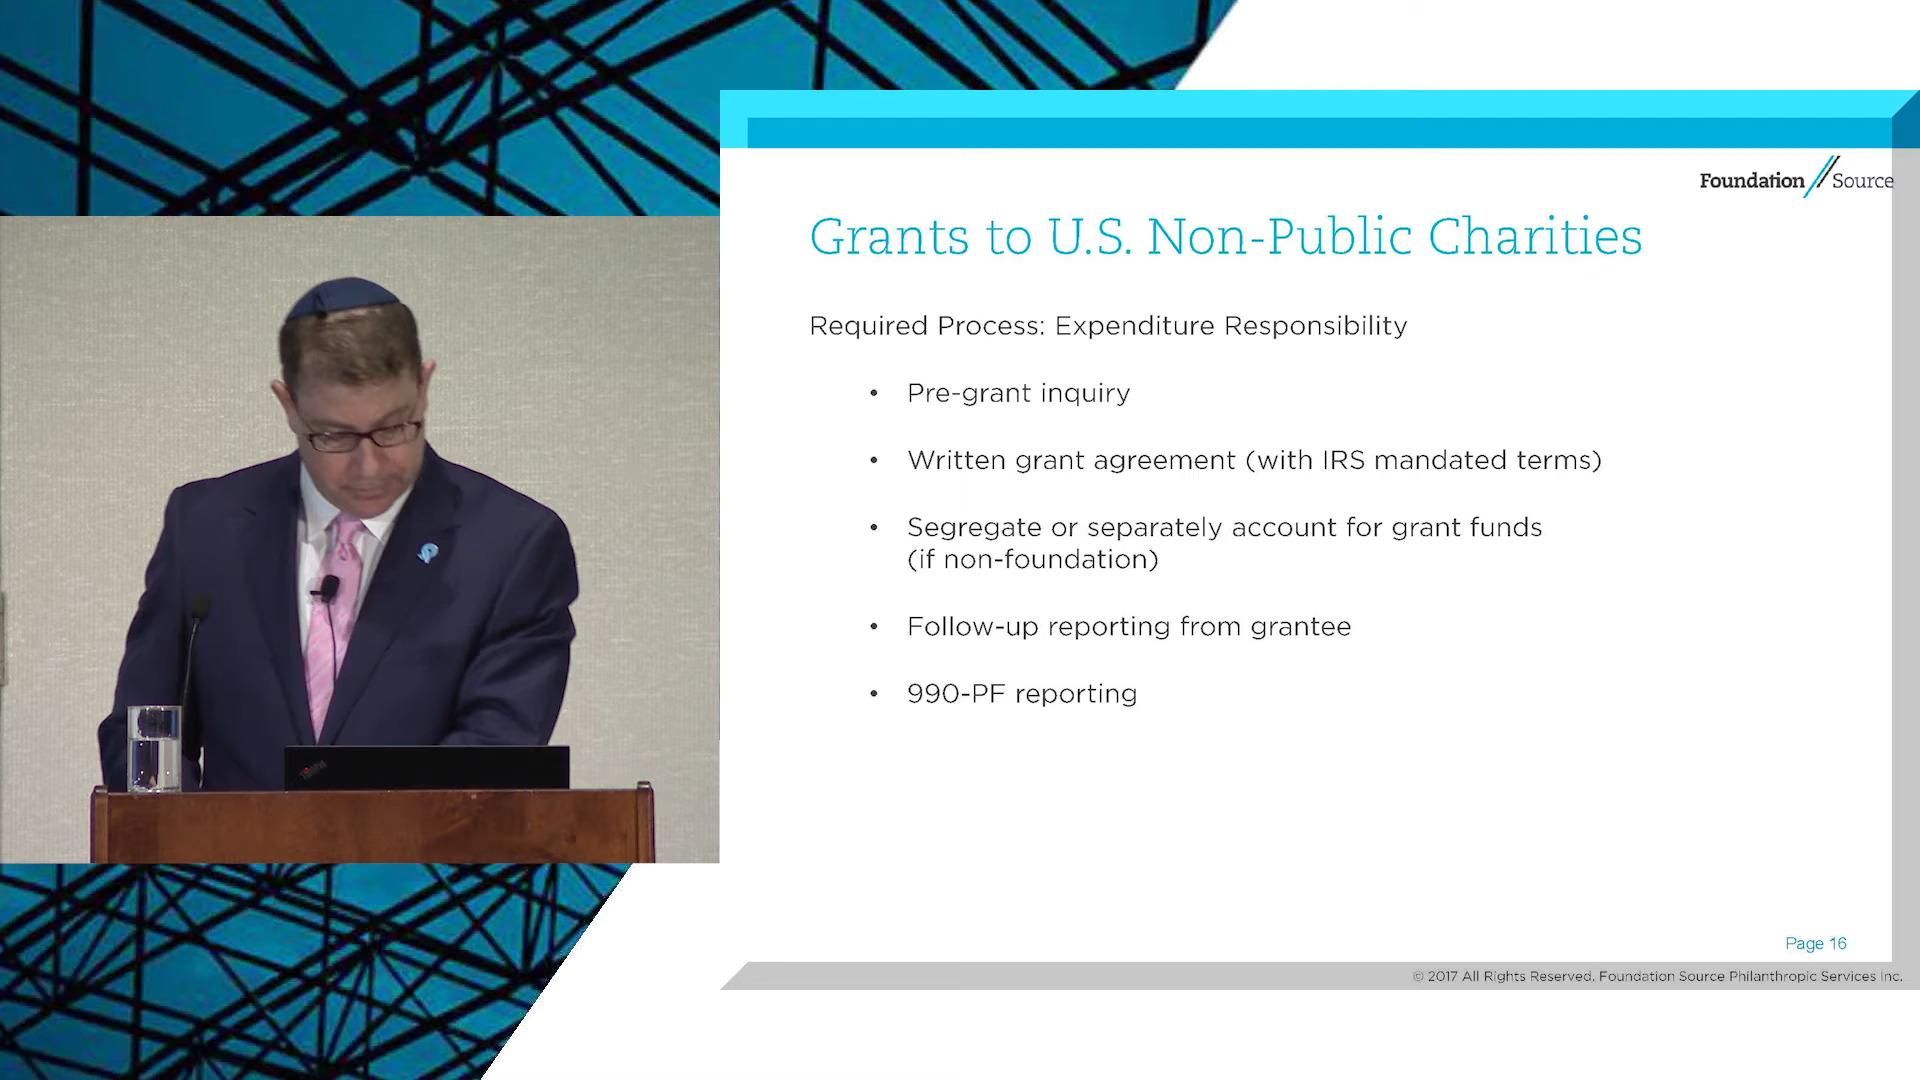 Foundation Source
Grants to U.S. Non-Public Charities
Required Process: Expenditure Responsibility
• Pre-grant inquiry
• Written grant agreement (with IRS mandated terms)
• Segregate or separately account for grant funds
(if non-foundation)
• Follow-up reporting from grantee
• 990-PF reporting
Page 16
© 2017 All Rights Reserved. Foundation Source Philanthropic Services Inc.